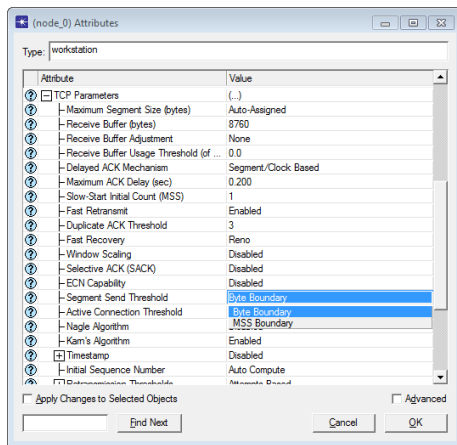 (node_0) Attributes
Type: workstation
Attribute Value
TCP Parameters (...)
Maximum Segment Size (bytes) Auto-Assigned
Receive Buffer (bytes) 8760
Receive Buffer Adjustment None
Receive Buffer Usage Threshold (of ... 0.0
Delayed ACK Mechanism Segment/Clock Based
Maximum ACK Delay (sec) 0.200
Slow-Start Initial Count (MSS) 1
Fast Retransmit Enabled
Duplicate ACK Threshold 3
Fast Recovery Reno
Window Scaling Disabled
Selective ACK (SACK) Disabled
ECN Capability Disabled
Segment Send Threshold Byte Boundary
Active Connection Threshold Byte Boundary
Nagle Algorithm MSS Boundary
Karn's Algorithm Enabled
Timestamp Disabled
Initial Sequence Number Auto Compute
Retransmission Thresholds Attempts Based
Apply Changes to Selected Objects Advanced
Find Next Cancel OK